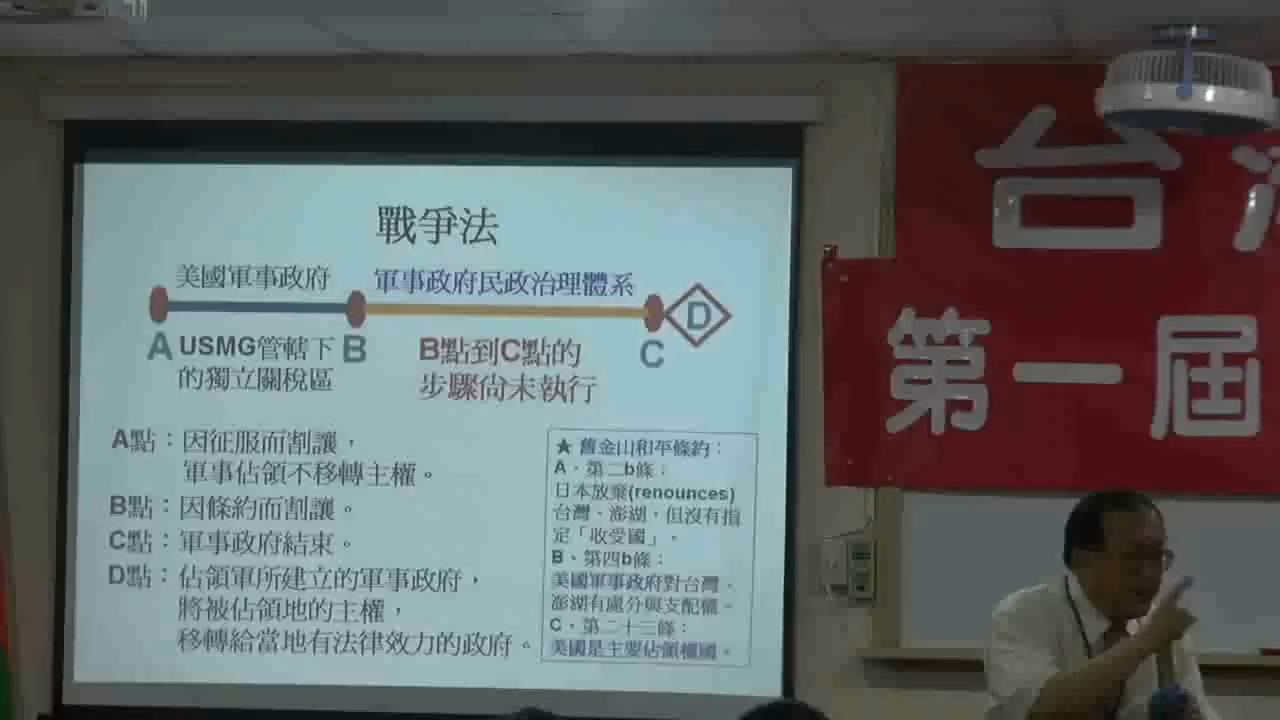 戰爭法
美國軍事政府
軍事政府民政治理體系
D
A
USMG管轄下
的獨立關稅區
B
B點到C點的
步驟尚未執行
C
A點：因征服而割讓，
軍事佔領不移轉主權。
B點：因條約而割讓。
C點：軍事政府結束。
D點：佔領軍所建立的軍事政府，
將被佔領地的主權，
移轉給當地有法律效力的政府。
★ 舊金山和平條約：
A、第二b條：
日本放棄(renounces)
台灣、澎湖，但沒有指
定「收受國」。
B、第四b條：
美國軍事政府對台灣、
澎湖有處分與支配權。
C、第二十三條：
美國是主要佔領權國。
台
第一屆